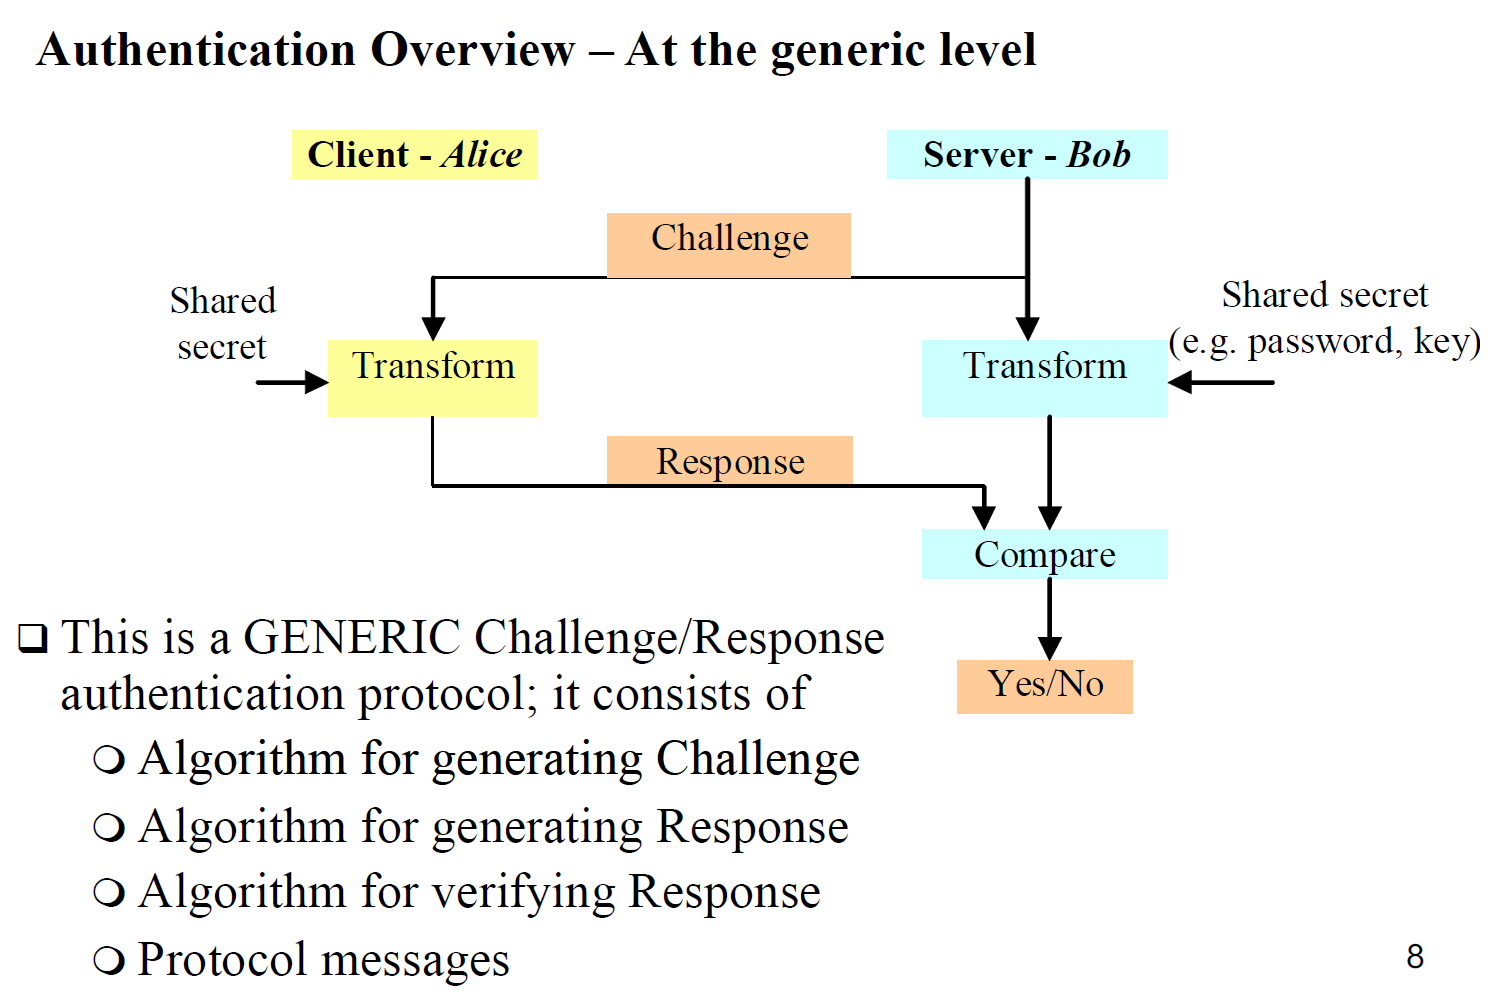 Authentication Overview – At the generic level
Client - Alice
Server - Bob
Challenge
Shared
secret
Shared secret
(e.g. password, key)
Transform
Transform
Response
Compare
Yes/No
❑ This is a GENERIC Challenge/Response
authentication protocol; it consists of
❍ Algorithm for generating Challenge
❍ Algorithm for generating Response
❍ Algorithm for verifying Response
❍ Protocol messages
8